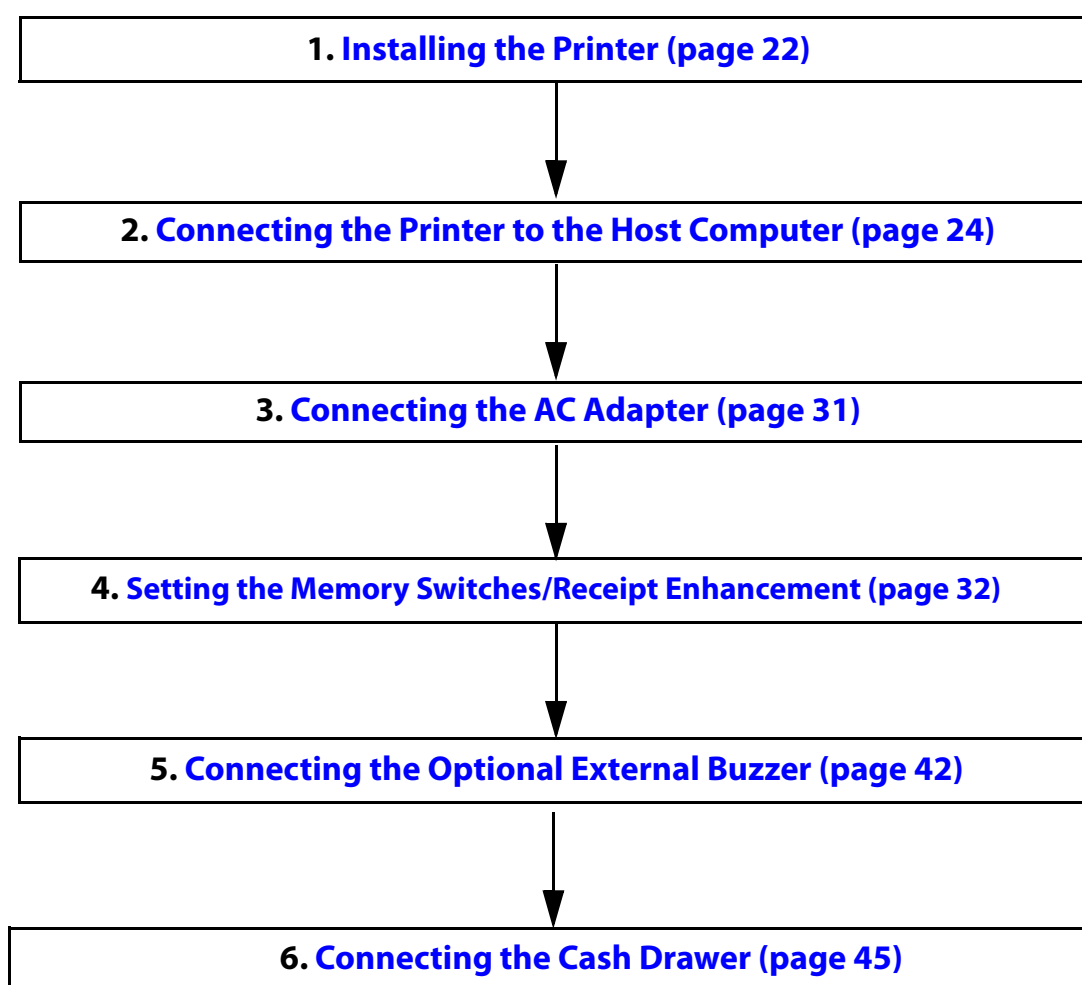 1. Installing the Printer (page 22)
2. Connecting the Printer to the Host Computer (page 24)
3. Connecting the AC Adapter (page 31)
4. Setting the Memory Switches/Receipt Enhancement (page 32)
5. Connecting the Optional External Buzzer (page 42)
6. Connecting the Cash Drawer (page 45)